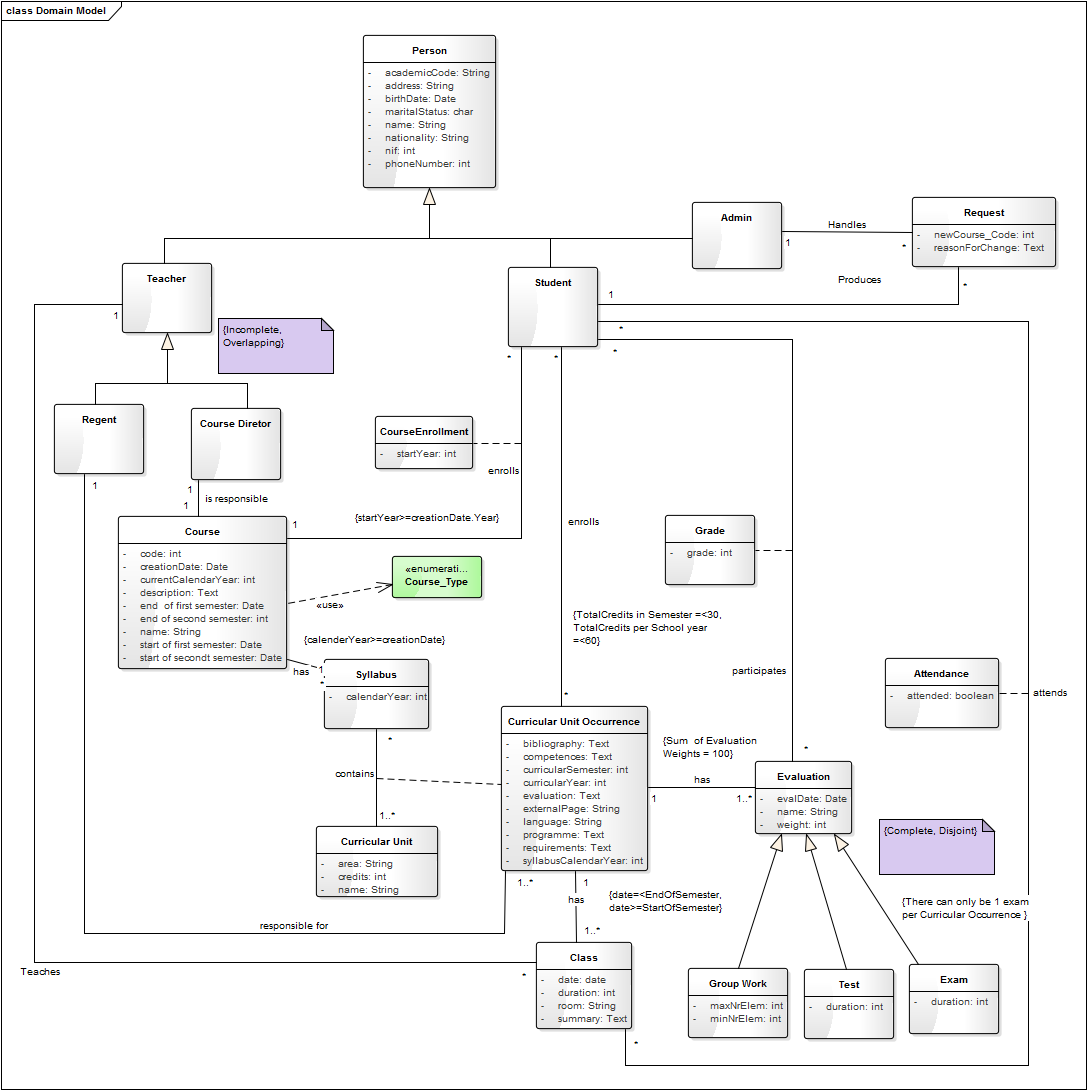 class Domain Model
Person
- academicCode: String
- address: String
- birthDate: Date
- maritalStatus: char
- name: String
- nationality: String
- nif: int
- phoneNumber: int
Admin
Handles
1
*
Request
- newCourse_Code: int
- reasonForChange: Text
Produces
1
*
Teacher
1
{Incomplete,
Overlapping}
Student
*
*
*
*
Regent
1
Course Diretor
1
1
is responsible
CourseEnrollment
- startYear: int
enrolls
{startYear>=creationDate.Year}
1
Course
- code: int
- creationDate: Date
- currentCalendarYear: int
- description: Text
- end  of first semester: Date
- end of second semester: int
- name: String
- start of first semester: Date
- start of secondt semester: Date
«enumerati...
Course_Type
«use»
{calenderYear>=creationDate}
has
1
*
Syllabus
- calendarYear: int
*
contains
1..*
Curricular Unit
- area: String
- credits: int
- name: String
enrolls
{TotalCredits in Semester =<30,
TotalCredits per School year
=<60}
*
Grade
- grade: int
participates
*
Attendance
- attended: boolean
attends
Curricular Unit Occurrence
- bibliography: Text
- competences: Text
- curricularSemester: int
- curricularYear: int
- evaluation: Text
- externalPage: String
- language: String
- programme: Text
- requirements: Text
- syllabusCalendarYear: int
{Sum  of Evaluation
Weights = 100}
has
1
1..*
Evaluation
- evalDate: Date
- name: String
- weight: int
{Complete, Disjoint}
1..*
1
has
{date=<EndOfSemester,
date>=StartOfSemester}
1..*
{There can only be 1 exam
per Curricular Occurrence }
responsible for
Teaches
*
Class
- date: date
- duration: int
- room: String
- summary: Text
*
Group Work
- maxNrElem: int
- minNrElem: int
Test
- duration: int
Exam
- duration: int